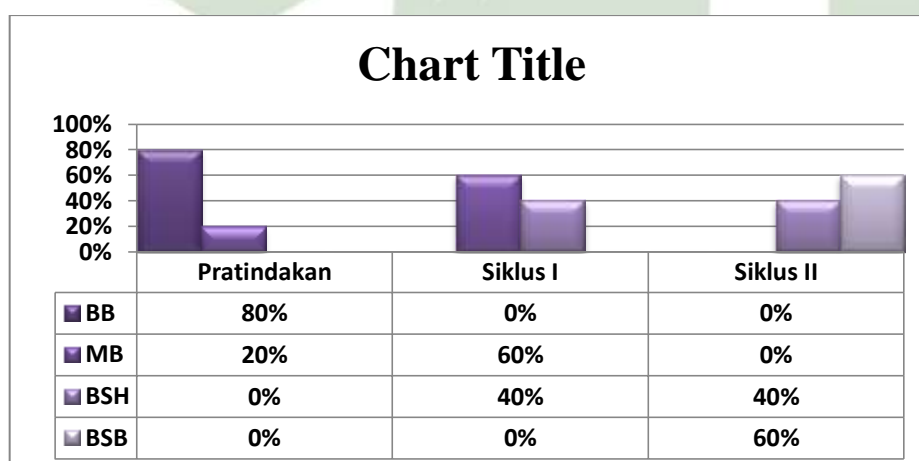 Chart Title
100%
80%
60%
40%
20%
0%
Pratindakan Siklus I Siklus II
BB 80% 0% 0%
MB 20% 60% 0%
BSH 0% 40% 40%
BSB 0% 0% 60%